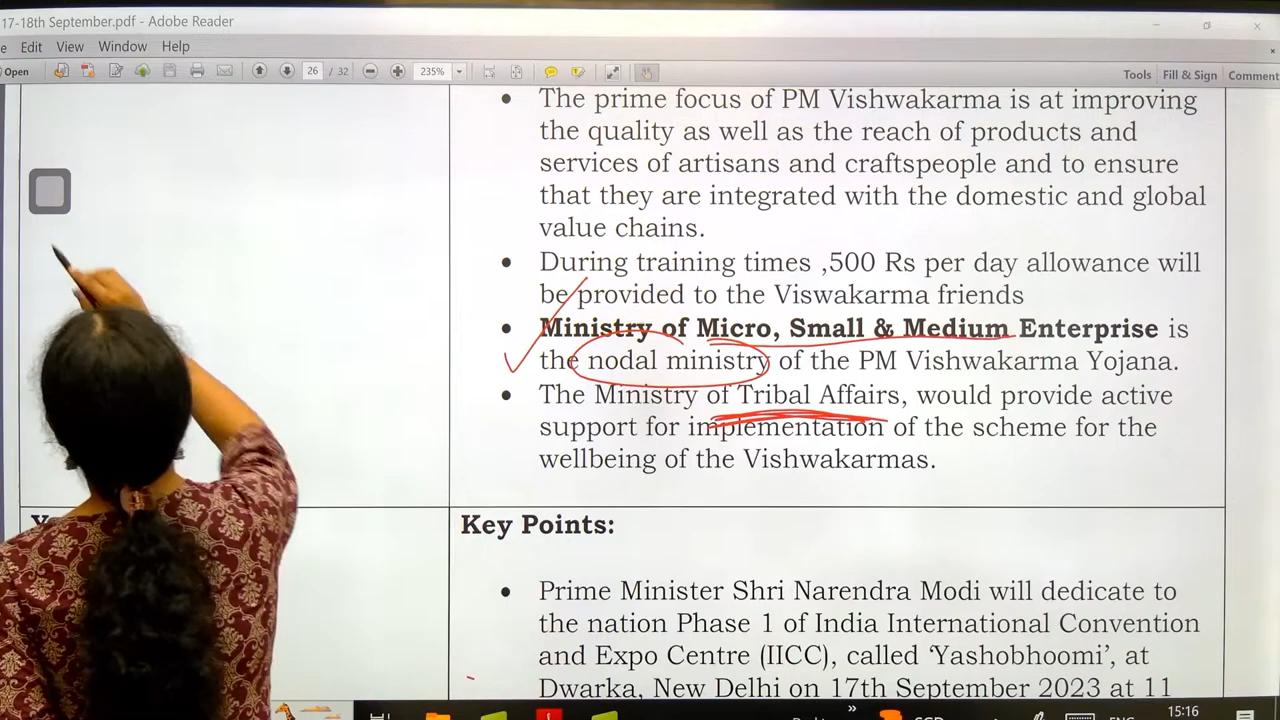 17-18th September.pdf - Adobe Reader
Edit View Window Help
Open 26 / 32 235% Tools Fill & Sign Comment
The prime focus of PM Vishwakarma is at improving
the quality as well as the reach of products and
services of artisans and craftspeople and to ensure
that they are integrated with the domestic and global
value chains.
During training times ,500 Rs per day allowance will
be provided to the Viswakarma friends
Ministry of Micro, Small & Medium Enterprise is
the nodal ministry of the PM Vishwakarma Yojana.
The Ministry of Tribal Affairs, would provide active
support for implementation of the scheme for the
wellbeing of the Vishwakarmas.
Key Points:
Prime Minister Shri Narendra Modi will dedicate to
the nation Phase 1 of India International Convention
and Expo Centre (IICC), called ‘Yashobhoomi’, at
Dwarka, New Delhi on 17th September 2023 at 11
15:16